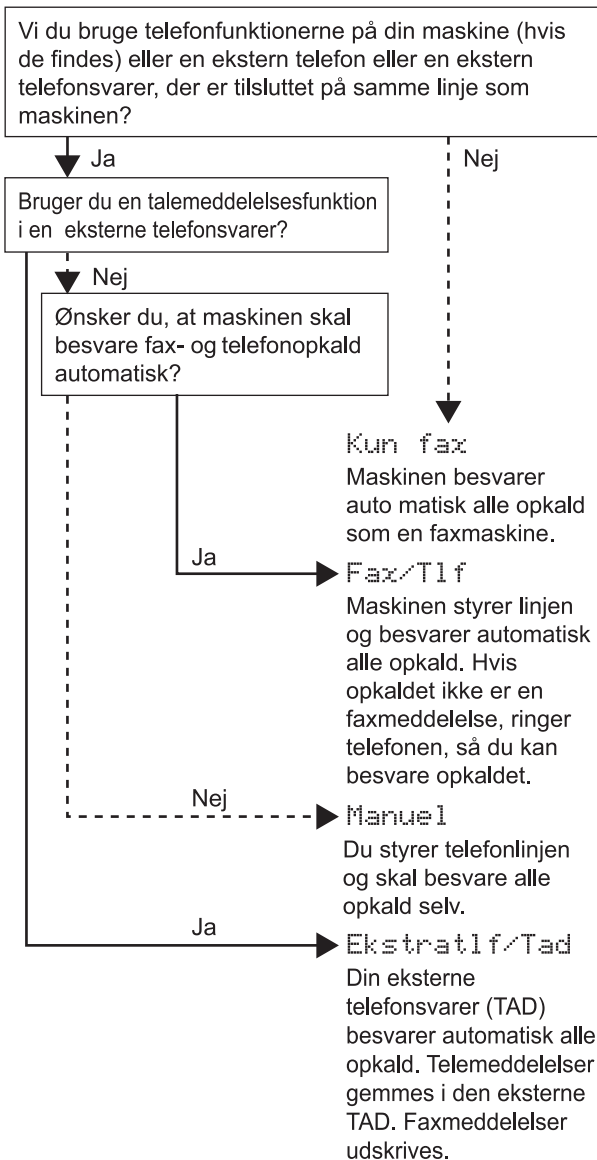 Vi du bruge telefonfunktionerne på din maskine (hvis
de findes) eller en ekstern telefon eller en ekstern
telefonsvarer, der er tilsluttet på samme linje som
maskinen?
Ja
Nej
Bruger du en talemeddelelsesfunktion
i en eksterne telefonsvarer?
Nej
Ønsker du, at maskinen skal
besvare fax- og telefonopkald
automatisk?
Kun fax
Maskinen besvarer
auto matisk alle opkald
som en faxmaskine.
Ja
Fax/Tlf
Maskinen styrer linjen
og besvarer automatisk
alle opkald. Hvis
opkaldet ikke er en
faxmeddelelse, ringer
telefonen, så du kan
besvare opkaldet.
Nej
Manuel
Du styrer telefonlinjen
og skal besvare alle
opkald selv.
Ja
Ekstratlf/Tad
Din eksterne
telefonsvarer (TAD)
besvarer automatisk alle
opkald. Telemeddelelser
gemmes i den eksterne
TAD. Faxmeddelelser
udskrives.